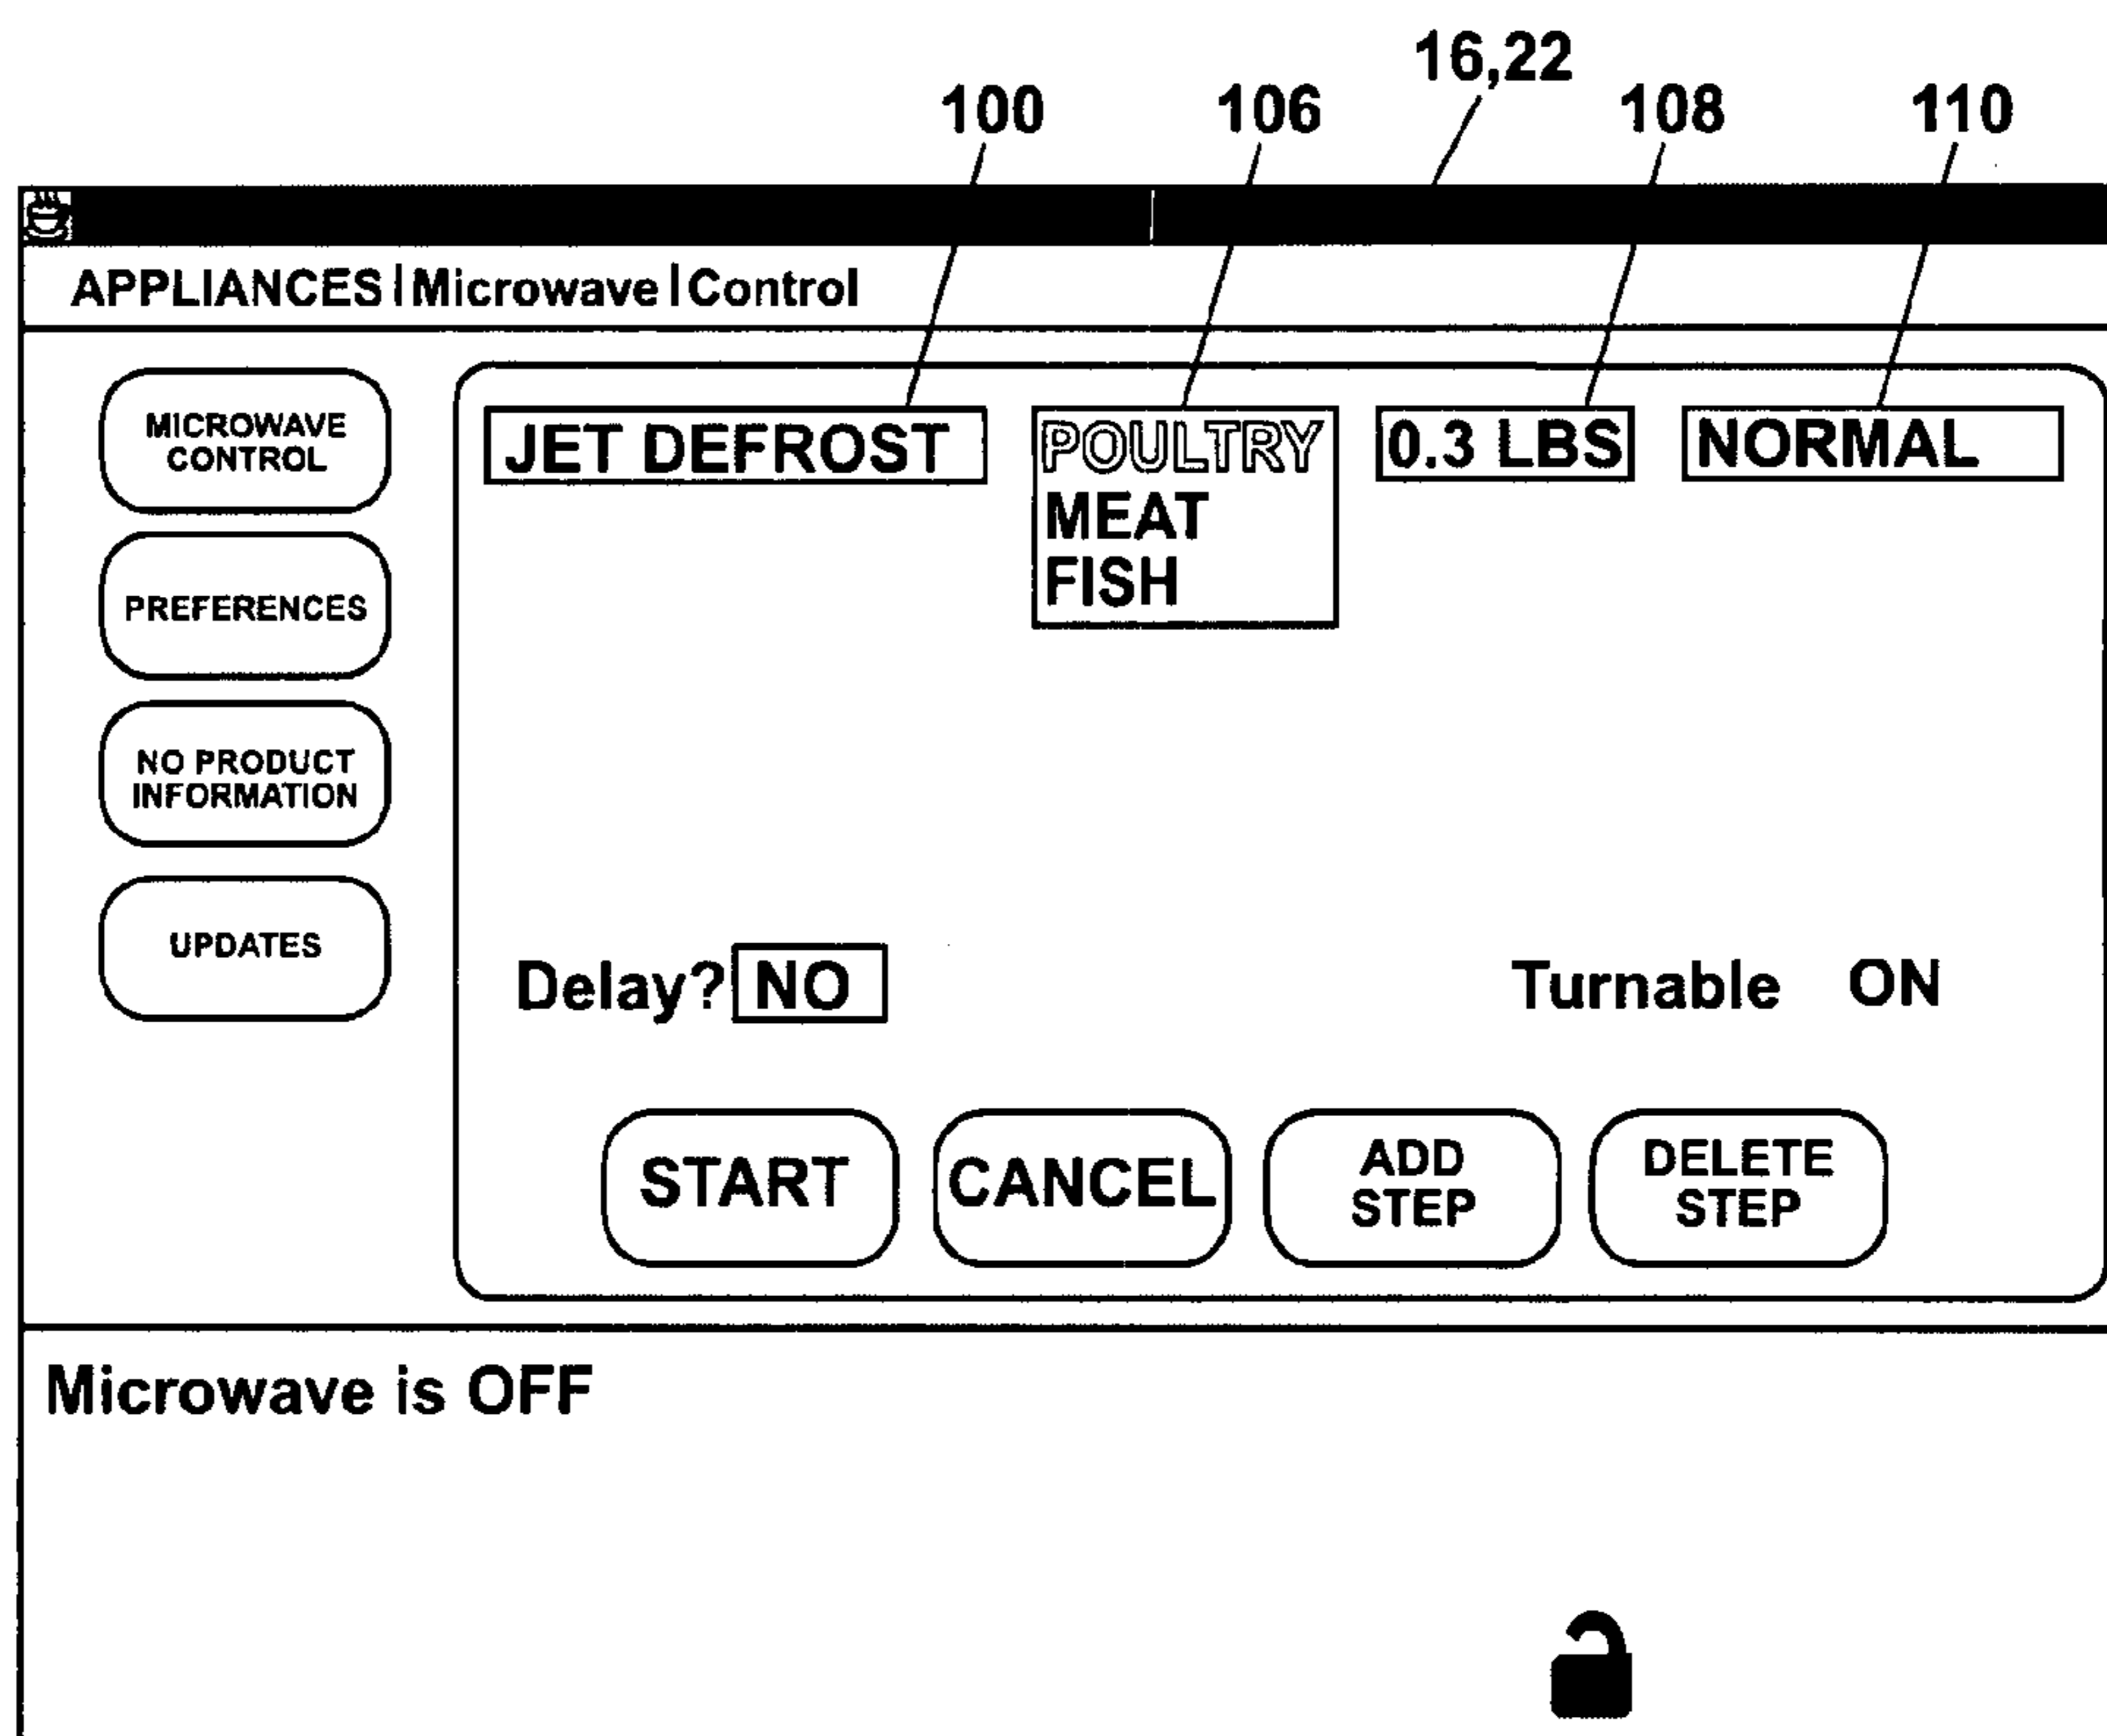 16,22
100 106 108 110
APPLIANCES|Microwave|Control
MICROWAVE
CONTROL
PREFERENCES
NO PRODUCT
INFORMATION
UPDATES
JET DEFROST POULTRY 0.3 LBS NORMAL
MEAT
FISH
Delay? NO Turnable ON
START CANCEL ADD
STEP DELETE
STEP
Microwave is OFF